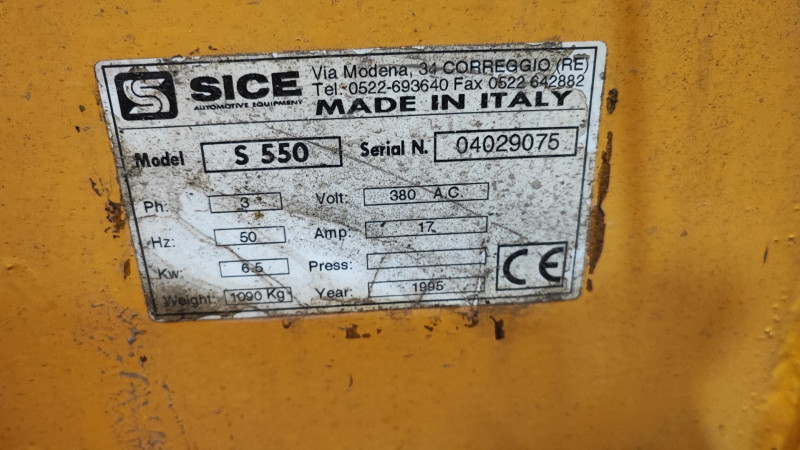 S SICE
AUTOMOTIVE EQUIPMENT
Via Modena, 34 CORREGGIO (RE)
Tel. 0522-693640 Fax 0522 642882
MADE IN ITALY
Model S 550 Serial N. 04029075
Ph: 3 Volt: 380 A.C.
Hz: 50 Amp: 17
Kw: 6.5 Press:
Weight: 1090 Kg Year: 1995
CE